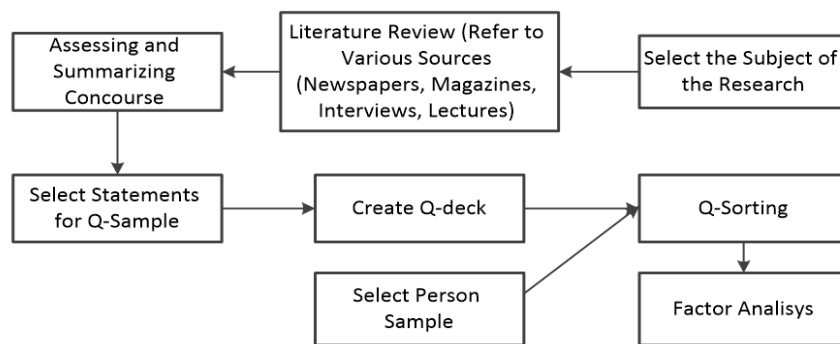 Assessing and
Summarizing
Concourse
Literature Review (Refer to
Various Sources
(Newspapers, Magazines,
Interviews, Lectures)
Select the Subject of
the Research
Select Statements
for Q-Sample
Create Q-deck
Q-Sorting
Select Person
Sample
Factor Analisys